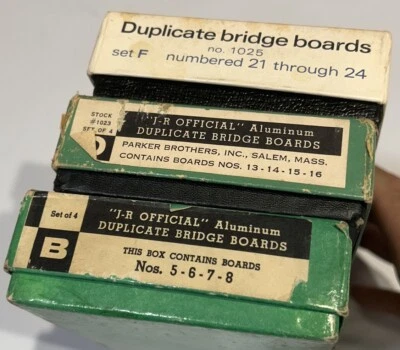 Duplicate bridge boards
no. 1025
set F numbered 21 through 24
STOCK
#1023
SET OF 4
"J-R OFFICIAL" Aluminum
DUPLICATE BRIDGE BOARDS
PARKER BROTHERS, INC., SALEM, MASS.
CONTAINS BOARDS NOS. 13-14-15-16
Set of 4
B
"J-R OFFICIAL" Aluminum
DUPLICATE BRIDGE BOARDS
THIS BOX CONTAINS BOARDS
Nos. 5-6-7-8